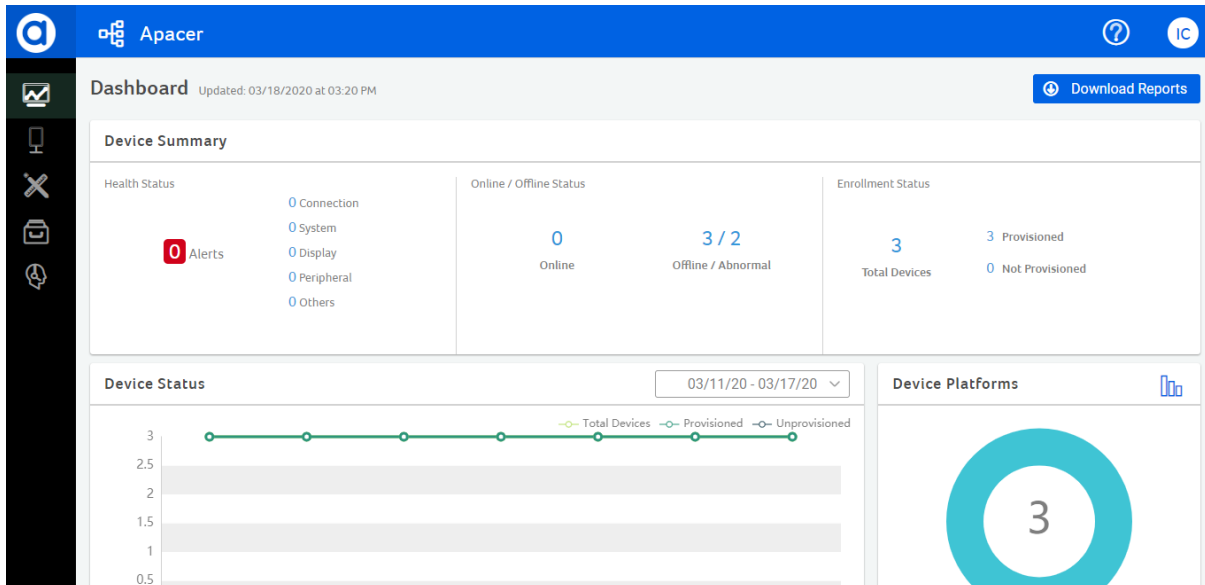 a Apacer ? IC
Dashboard Updated: 03/18/2020 at 03:20 PM Download Reports
Device Summary
Health Status
0 Alerts
0 Connection
0 System
0 Display
0 Peripheral
0 Others
Online / Offline Status
0 3 / 2
Online Offline / Abnormal
Enrollment Status
3
Total Devices
3 Provisioned
0 Not Provisioned
Device Status 03/11/20 - 03/17/20
Total Devices Provisioned Unprovisioned
3
2.5
2
1.5
1
0.5
Device Platforms
3